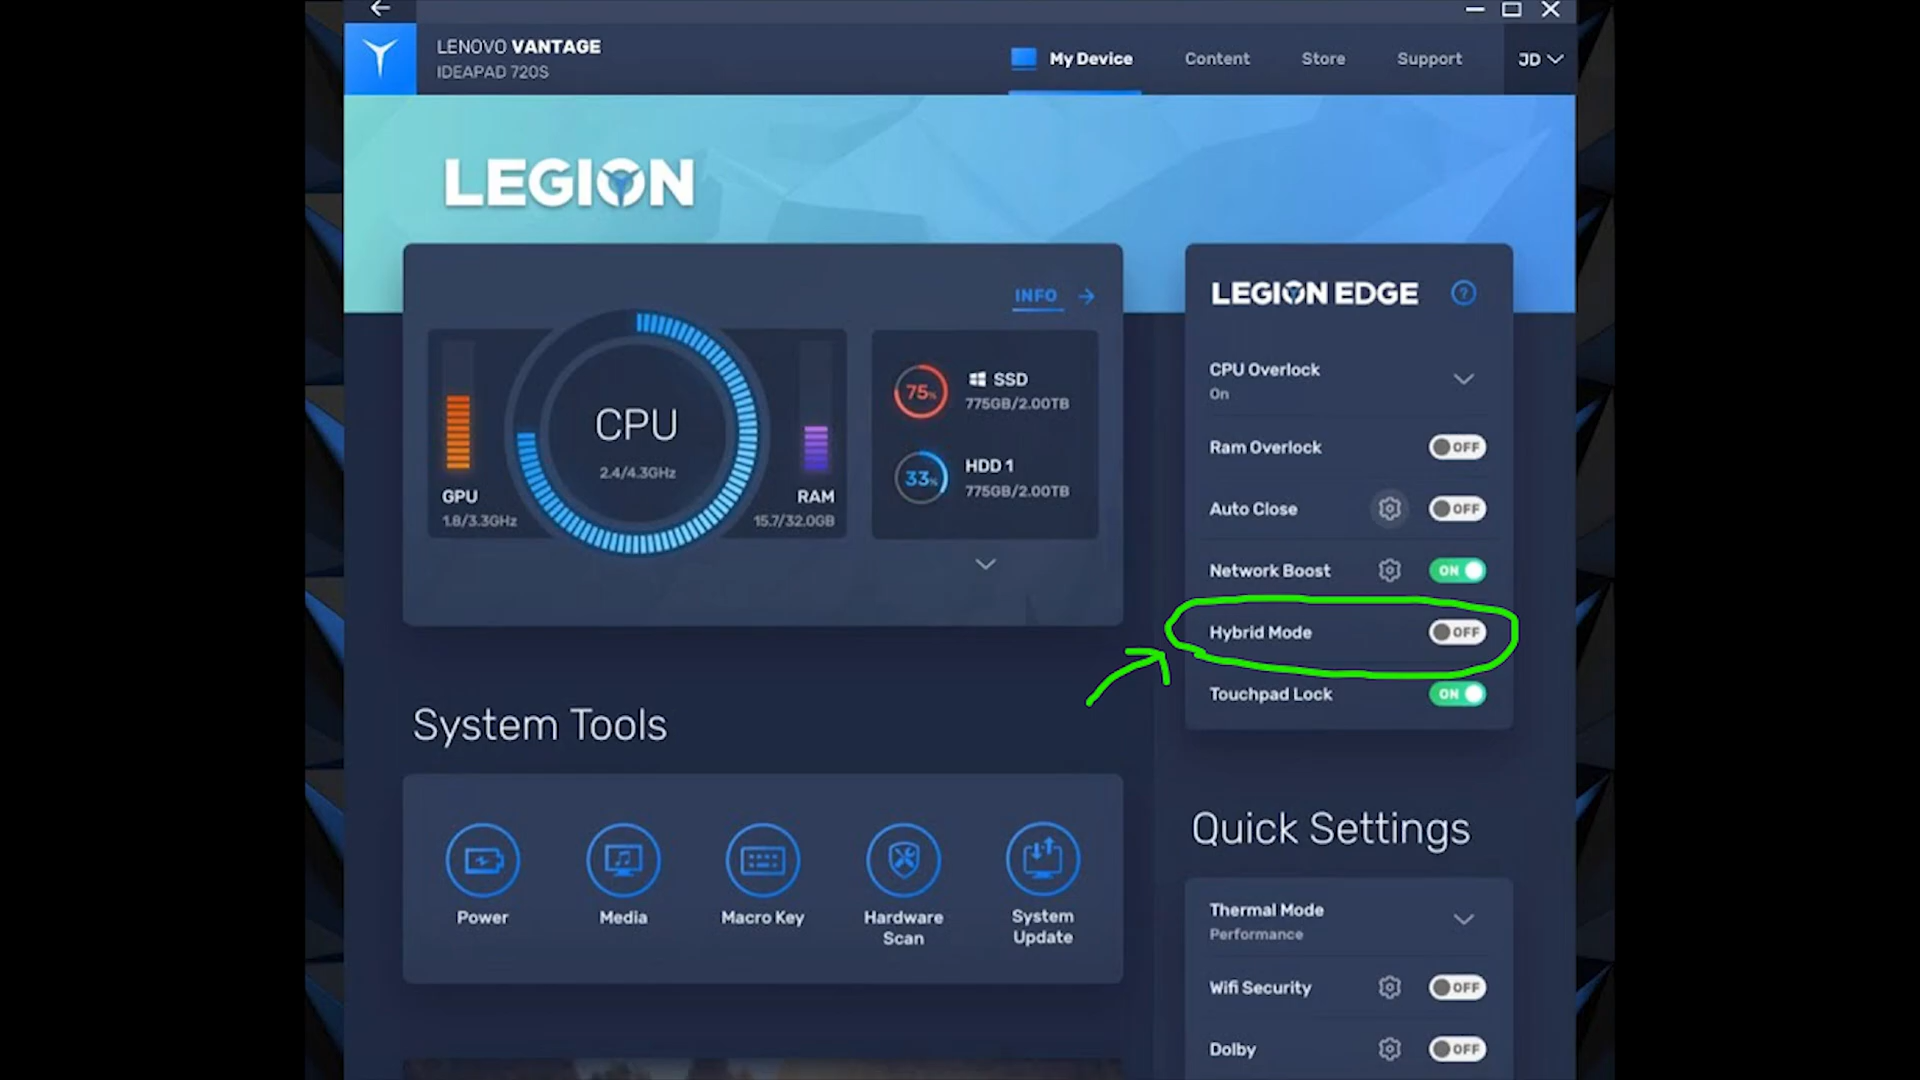 LENOVO VANTAGE
IDEAPAD 720S
My Device
Content
Store
Support
JD
LEGION
INFO
CPU
2.4/4.3GHz
GPU
1.8/3.3GHz
RAM
15.7/32.0GB
75%
SSD
775GB/2.00TB
33%
HDD 1
775GB/2.00TB
LEGION EDGE
?
CPU Overlock
On
Ram Overlock
OFF
Auto Close
OFF
Network Boost
ON
Hybrid Mode
OFF
Touchpad Lock
ON
System Tools
Power
Media
Macro Key
Hardware
Scan
System
Update
Quick Settings
Thermal Mode
Performance
Wifi Security
OFF
Dolby
OFF